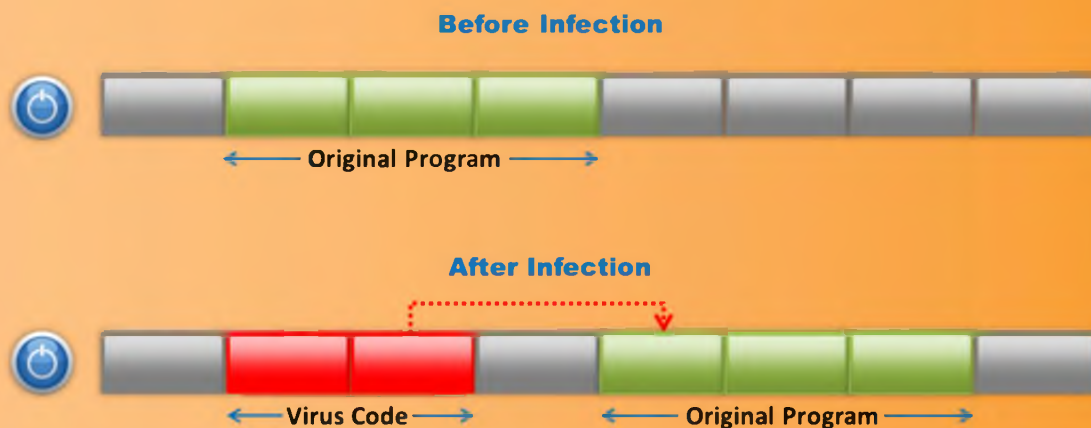 Before Infection
Original Program
After Infection
Virus Code
Original Program